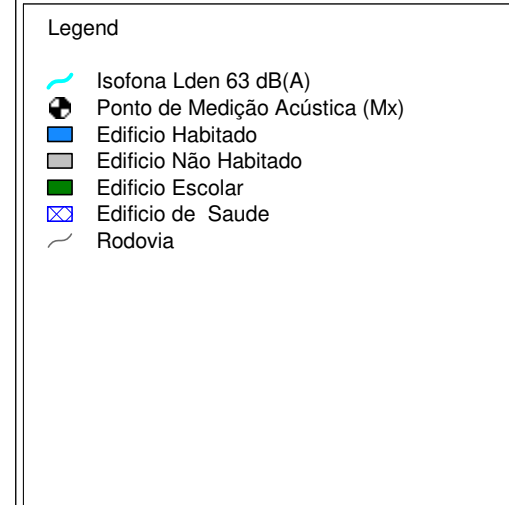 Legend
Isofona Lden 63 dB(A)
Ponto de Medição Acústica (Mx)
Edificio Habitado
Edificio Não Habitado
Edificio Escolar
Edificio de  Saude
Rodovia